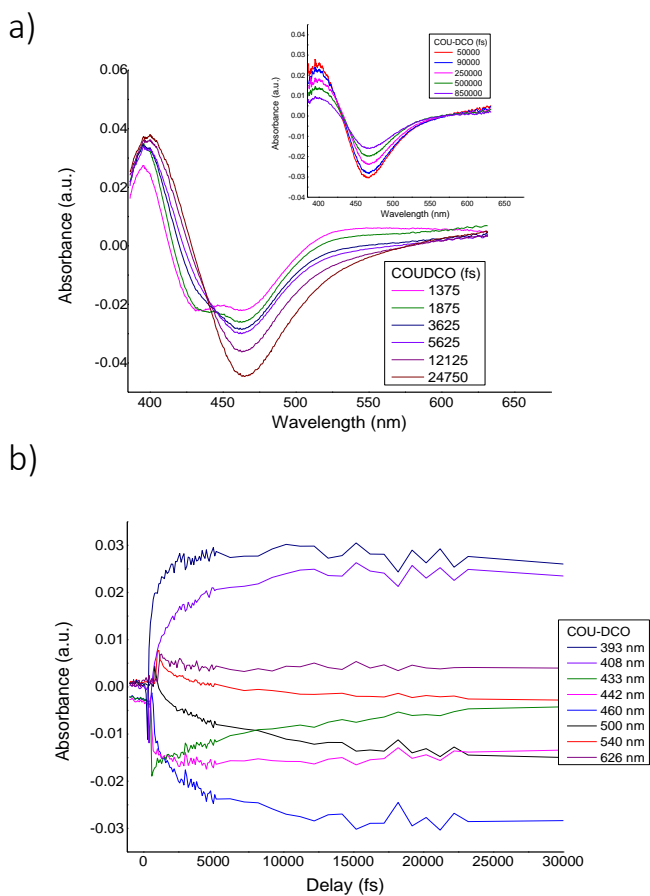 a)
COU-DCO (fs)
50000
90000
250000
500000
850000
0.04
0.03
0.02
0.01
0.00
-0.01
-0.02
-0.03
-0.04
Absorbance (a.u.)
400 450 500 550 600 650
Wavelength (nm)
0.06
0.04
0.02
0.00
-0.02
-0.04
Absorbance (a.u.)
COUDCO (fs)
1375
1875
3625
5625
12125
24750
400 450 500 550 600 650
Wavelength (nm)
b)
0.03
0.02
0.01
0.00
-0.01
-0.02
-0.03
Absorbance (a.u.)
COU-DCO
393 nm
408 nm
433 nm
442 nm
460 nm
500 nm
540 nm
626 nm
0 5000 10000 15000 20000 25000 30000
Delay (fs)